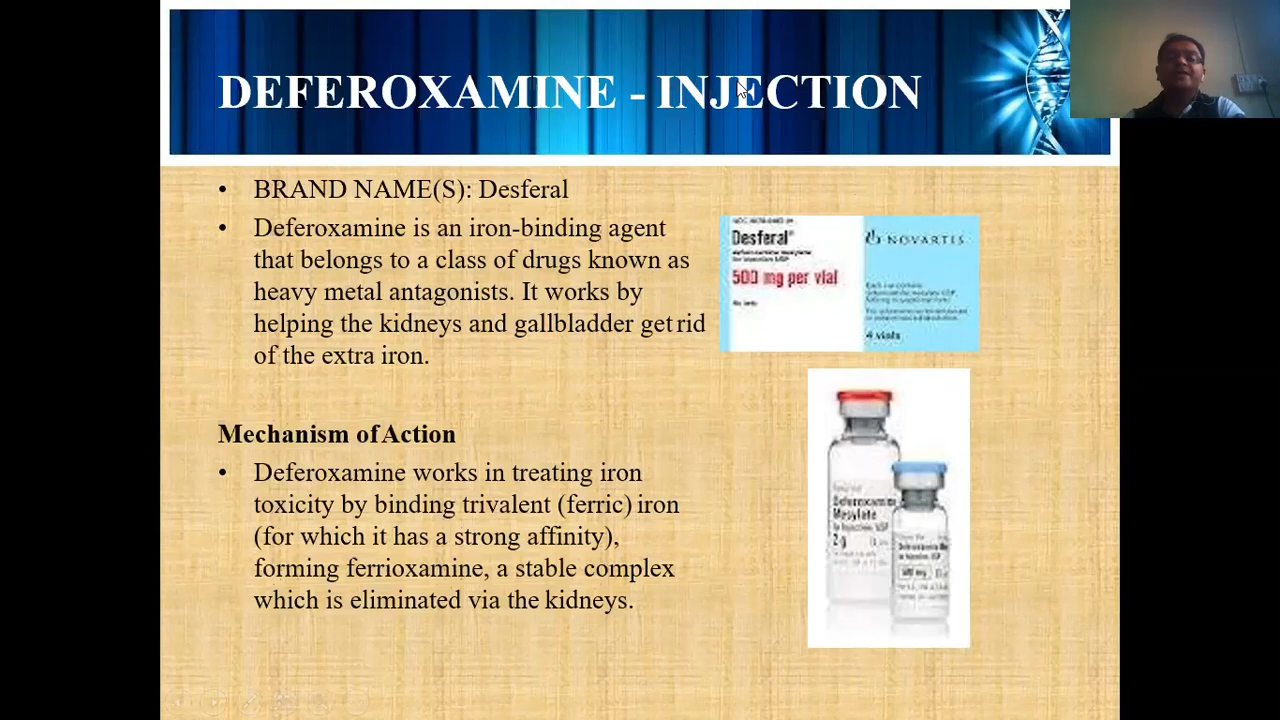 DEFEROXAMINE - INJECTION
• BRAND NAME(S): Desferal
• Deferoxamine is an iron-binding agent
that belongs to a class of drugs known as
heavy metal antagonists. It works by
helping the kidneys and gallbladder get rid
of the extra iron.
Desferal®
500 mg per vial
NOVARTIS
4 vials
Mechanism of Action
• Deferoxamine works in treating iron
toxicity by binding trivalent (ferric) iron
(for which it has a strong affinity),
forming ferrioxamine, a stable complex
which is eliminated via the kidneys.
Deferoxamine
Mesylate
for Injection USP
2 g
500 mg